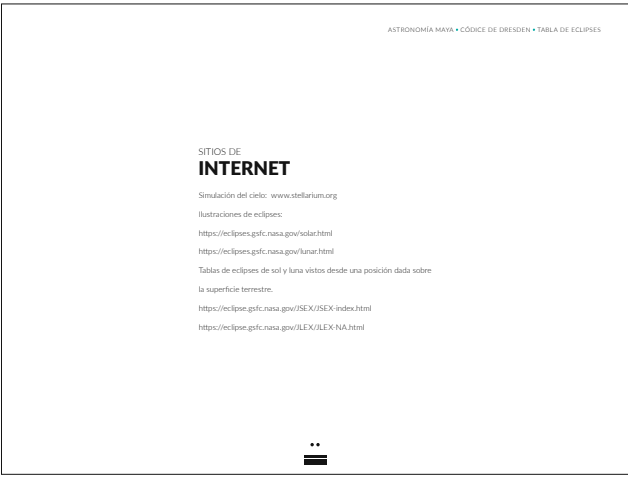 ASTRONOMÍA MAYA • CÓDICE DE DRESDEN • TABLA DE ECLIPSES
SITIOS DE
INTERNET
Simulación del cielo: www.stellarium.org
Ilustraciones de eclipses:
https://eclipses.gsfc.nasa.gov/solar.html
https://eclipses.gsfc.nasa.gov/lunar.html
Tablas de eclipses de sol y luna vistos desde una posición dada sobre
la superficie terrestre.
https://eclipse.gsfc.nasa.gov/JSEX/JSEX-index.html
https://eclipse.gsfc.nasa.gov/JLEX/JLEX-NA.html